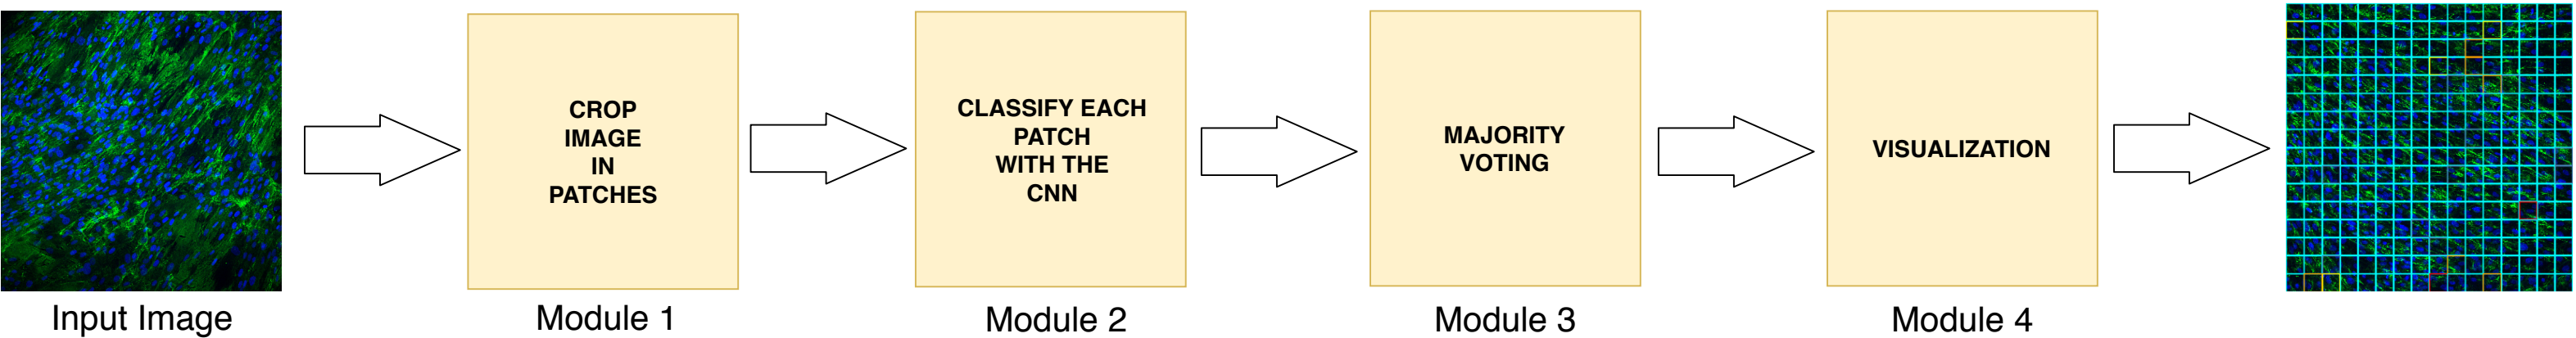 CROP
IMAGE
IN
PATCHES
CLASSIFY EACH
PATCH
WITH THE
CNN
MAJORITY
VOTING
VISUALIZATION
Input Image
Module 1
Module 2
Module 3
Module 4